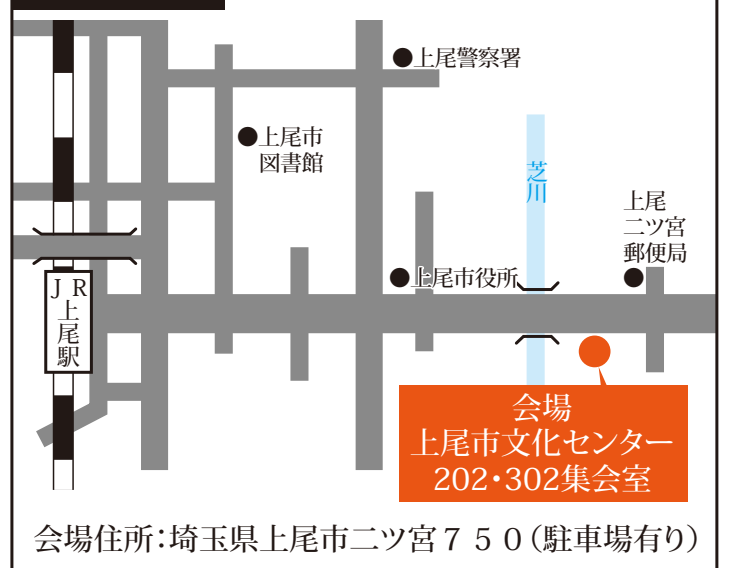 上尾警察署
上尾市
図書館
芝川
上尾
二ツ宮
郵便局
上尾市役所
JR
上尾駅
会場
上尾市文化センター
202・302集会室
会場住所：埼玉県上尾市二ツ宮７５０（駐車場有り）